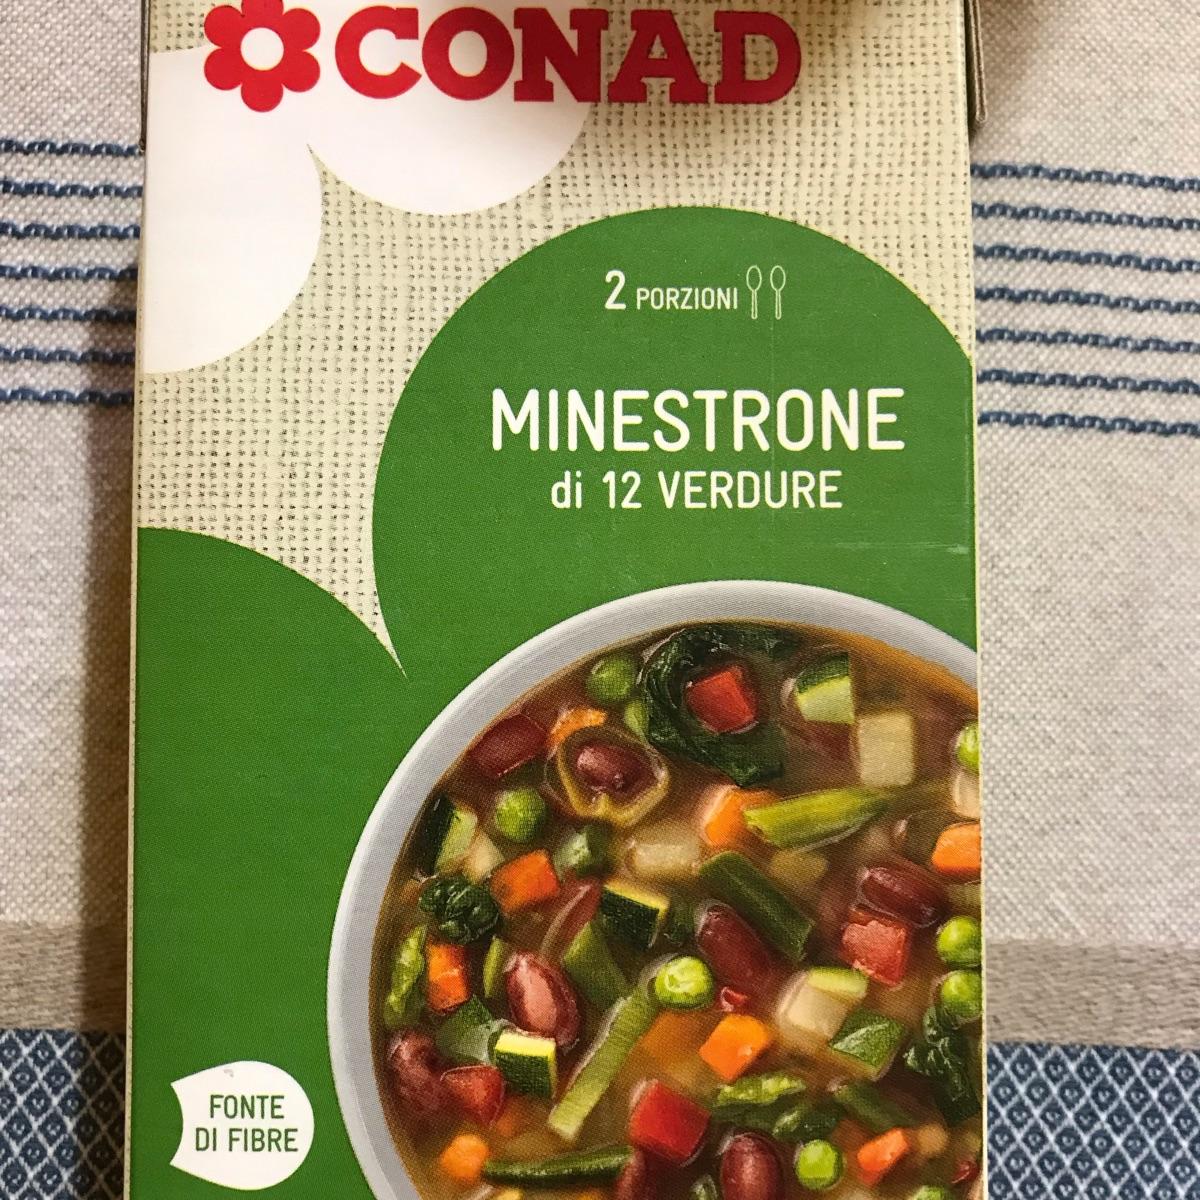 CONAD
2 PORZIONI
MINESTRONE
di 12 VERDURE
FONTE
DI FIBRE